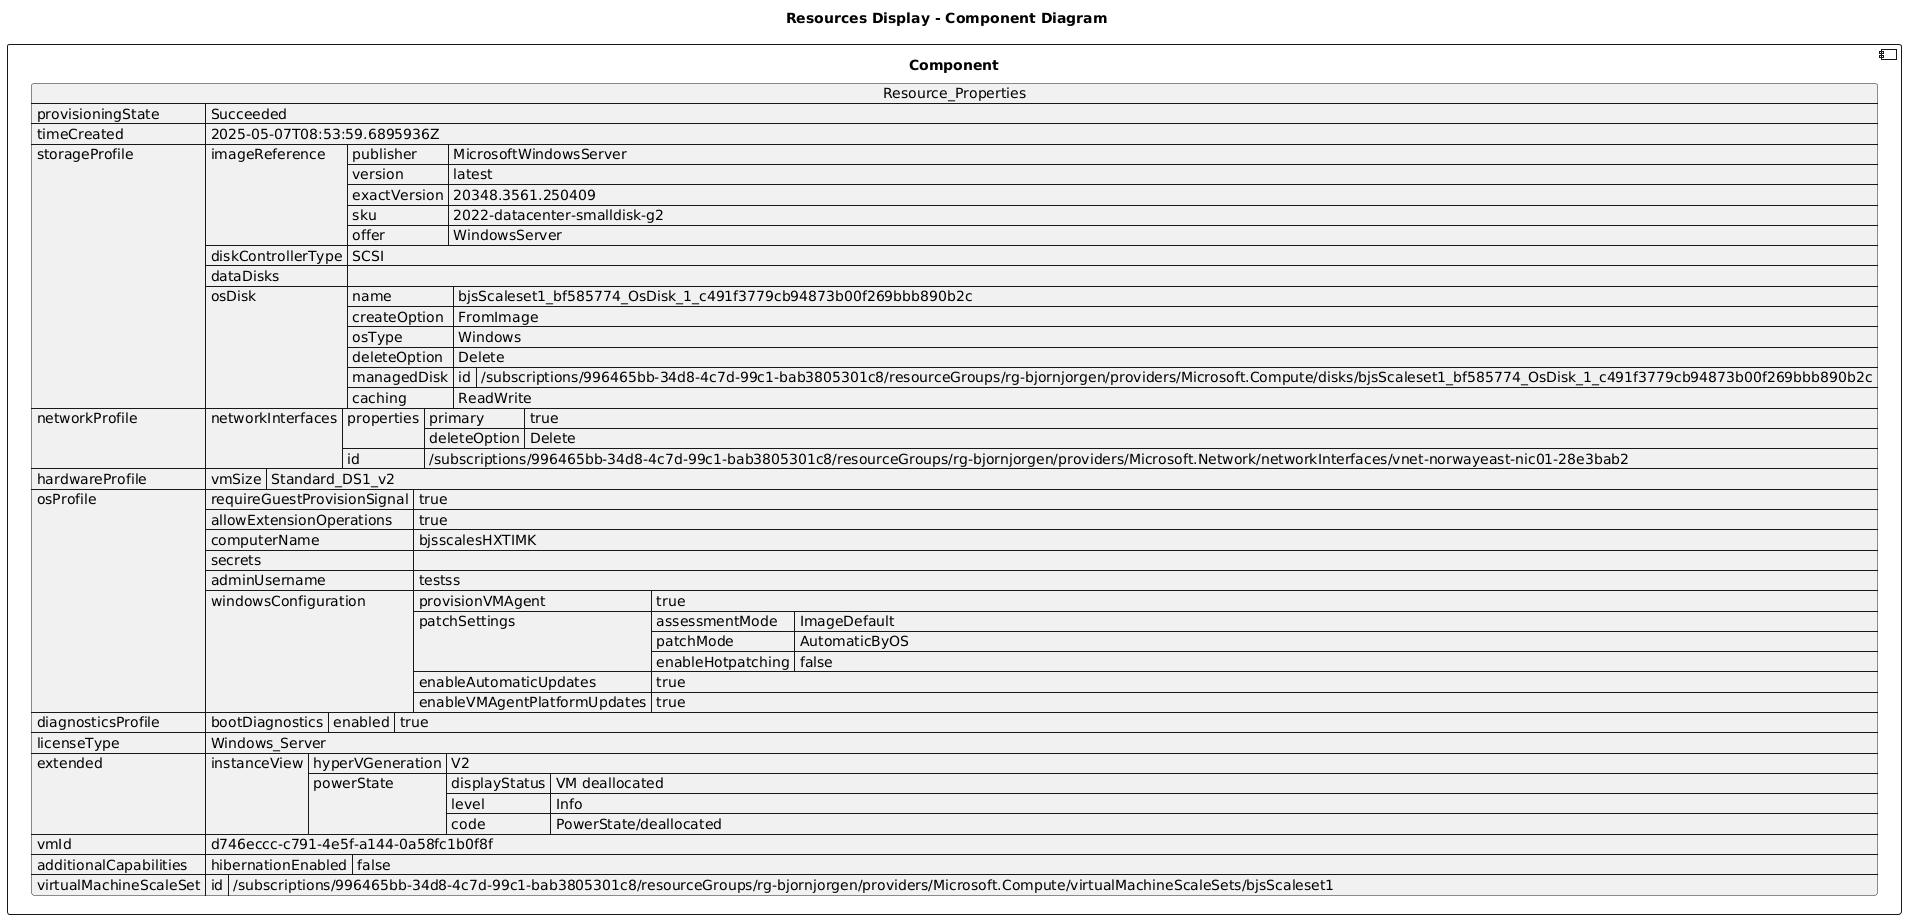 Resources Display - Component Diagram
Component
Resource_Properties
provisioningState Succeeded
timeCreated 2025-05-07T08:53:59.6895936Z
storageProfile imageReference publisher MicrosoftWindowsServer
version latest
exactVersion 20348.3561.250409
sku 2022-datacenter-smalldisk-g2
offer WindowsServer
diskControllerType SCSI
dataDisks
osDisk name bjsScaleset1_bf585774_OsDisk_1_c491f3779cb94873b00f269bbb890b2c
createOption FromImage
osType Windows
deleteOption Delete
managedDisk id /subscriptions/996465bb-34d8-4c7d-99c1-bab3805301c8/resourceGroups/rg-bjornjorgen/providers/Microsoft.Compute/disks/bjsScaleset1_bf585774_OsDisk_1_c491f3779cb94873b00f269bbb890b2c
caching ReadWrite
networkProfile networkInterfaces properties primary true
deleteOption Delete
id /subscriptions/996465bb-34d8-4c7d-99c1-bab3805301c8/resourceGroups/rg-bjornjorgen/providers/Microsoft.Network/networkInterfaces/vnet-norwayeast-nic01-28e3bab2
hardwareProfile vmSize Standard_DS1_v2
osProfile requireGuestProvisionSignal true
allowExtensionOperations true
computerName bjsscalesHXTIMK
secrets
adminUsername testss
windowsConfiguration provisionVMAgent true
patchSettings assessmentMode ImageDefault
patchMode AutomaticByOS
enableHotpatching false
enableAutomaticUpdates true
enableVMAgentPlatformUpdates true
diagnosticsProfile bootDiagnostics enabled true
licenseType Windows_Server
extended instanceView hyperVGeneration V2
powerState displayStatus VM deallocated
level Info
code PowerState/deallocated
vmId d746eccc-c791-4e5f-a144-0a58fc1b0f8f
additionalCapabilities hibernationEnabled false
virtualMachineScaleSet id /subscriptions/996465bb-34d8-4c7d-99c1-bab3805301c8/resourceGroups/rg-bjornjorgen/providers/Microsoft.Compute/virtualMachineScaleSets/bjsScaleset1